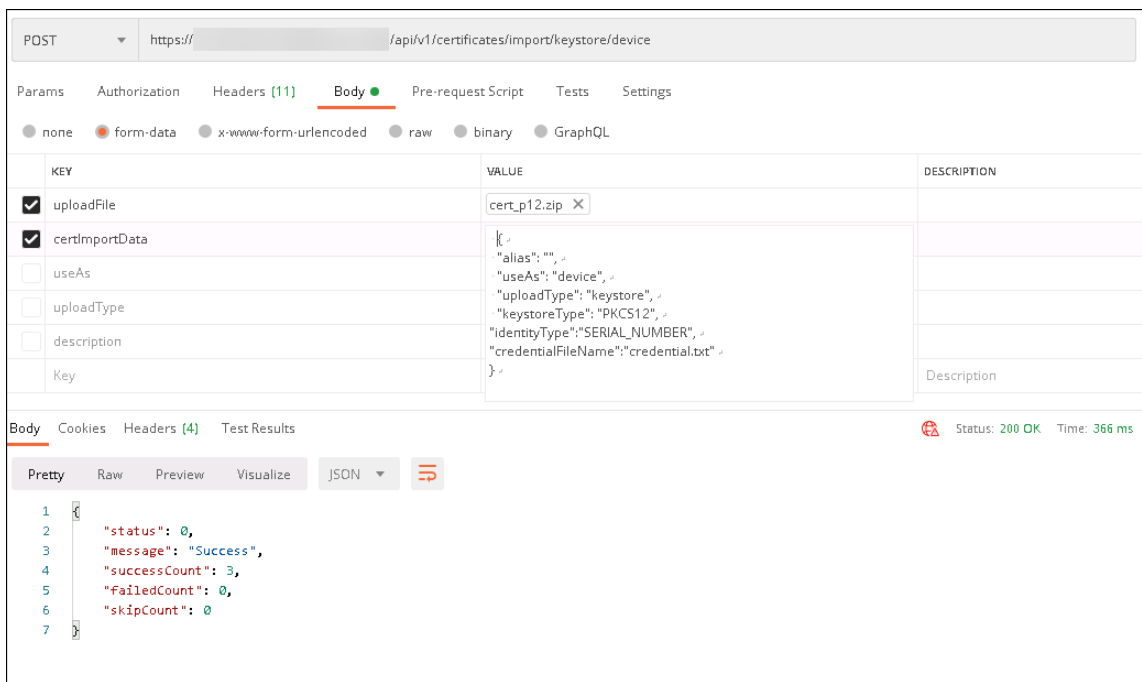 POST https:// /api/v1/certificates/import/keystore/device
Params Authorization Headers (11) Body Pre-request Script Tests Settings
none form-data x-www-form-urlencoded raw binary GraphQL
KEY VALUE DESCRIPTION
uploadFile cert_p12.zip
certImportData
useAs
uploadType
description
Key
{
"alias": "",
"useAs": "device",
"uploadType": "keystore",
"keystoreType": "PKCS12",
"identityType":"SERIAL_NUMBER",
"credentialFileName":"credential.txt"
}
Description
Body Cookies Headers (4) Test Results Status: 200 OK Time: 366 ms
Pretty Raw Preview Visualize JSON
1 {
2 "status": 0,
3 "message": "Success",
4 "successCount": 3,
5 "failedCount": 0,
6 "skipCount": 0
7 }